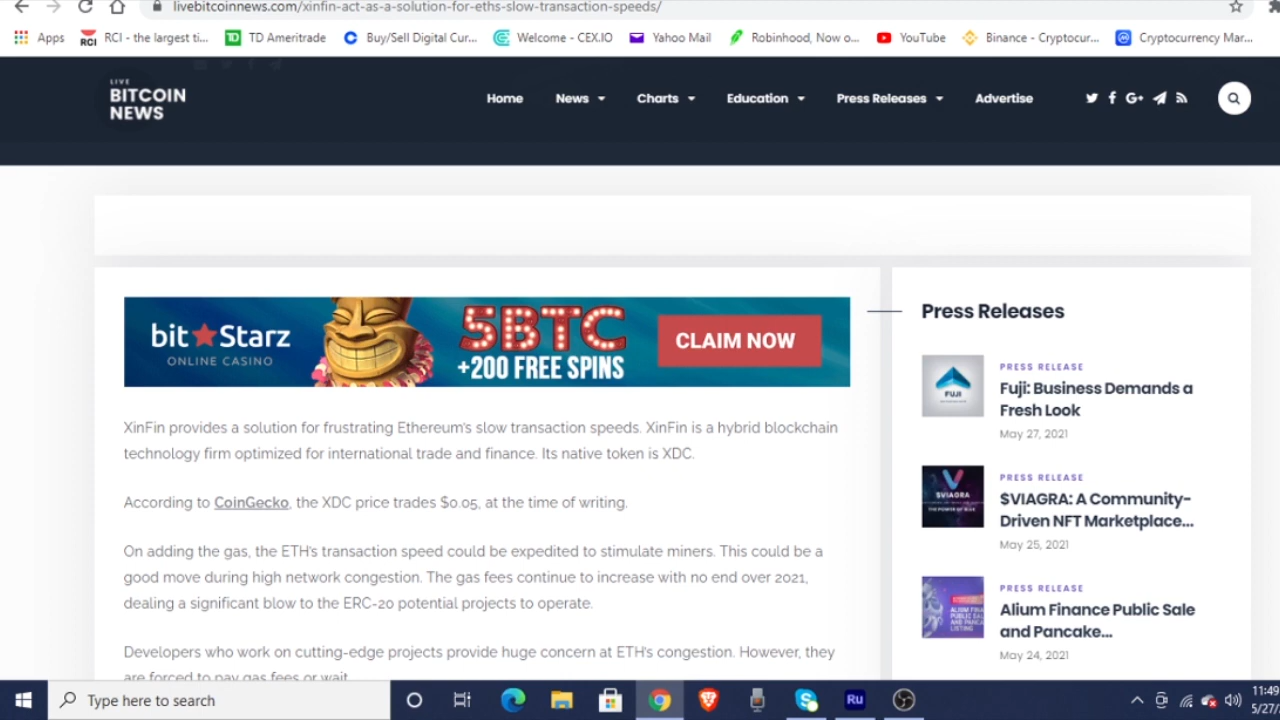 livebitcoinnews.com/xinfin-act-as-a-solution-for-eths-slow-transaction-speeds/
Apps RCI RCI - the largest ti... TD TD Ameritrade Buy/Sell Digital Cur... Welcome - CEX.IO Yahoo Mail Robinhood, Now o... YouTube Binance - Cryptocur... Cryptocurrency Mar...
LIVE
BITCOIN
NEWS
Home News Charts Education Press Releases Advertise
bit Starz
ONLINE CASINO
5BTC
+200 FREE SPINS
CLAIM NOW
XinFin provides a solution for frustrating Ethereum's slow transaction speeds. XinFin is a hybrid blockchain
technology firm optimized for international trade and finance. Its native token is XDC.
According to CoinGecko, the XDC price trades $0.05, at the time of writing.
On adding the gas, the ETH's transaction speed could be expedited to stimulate miners. This could be a
good move during high network congestion. The gas fees continue to increase with no end over 2021,
dealing a significant blow to the ERC-20 potential projects to operate.
Developers who work on cutting-edge projects provide huge concern at ETH's congestion. However, they
are forced to pay gas fees or wait
Press Releases
FUJI
PRESS RELEASE
Fuji: Business Demands a
Fresh Look
May 27, 2021
$VIAGRA
PRESS RELEASE
$VIAGRA: A Community-
Driven NFT Marketplace...
May 25, 2021
PRESS RELEASE
Alium Finance Public Sale
and Pancake...
May 24, 2021
Type here to search
Ru
11:49
5/27/